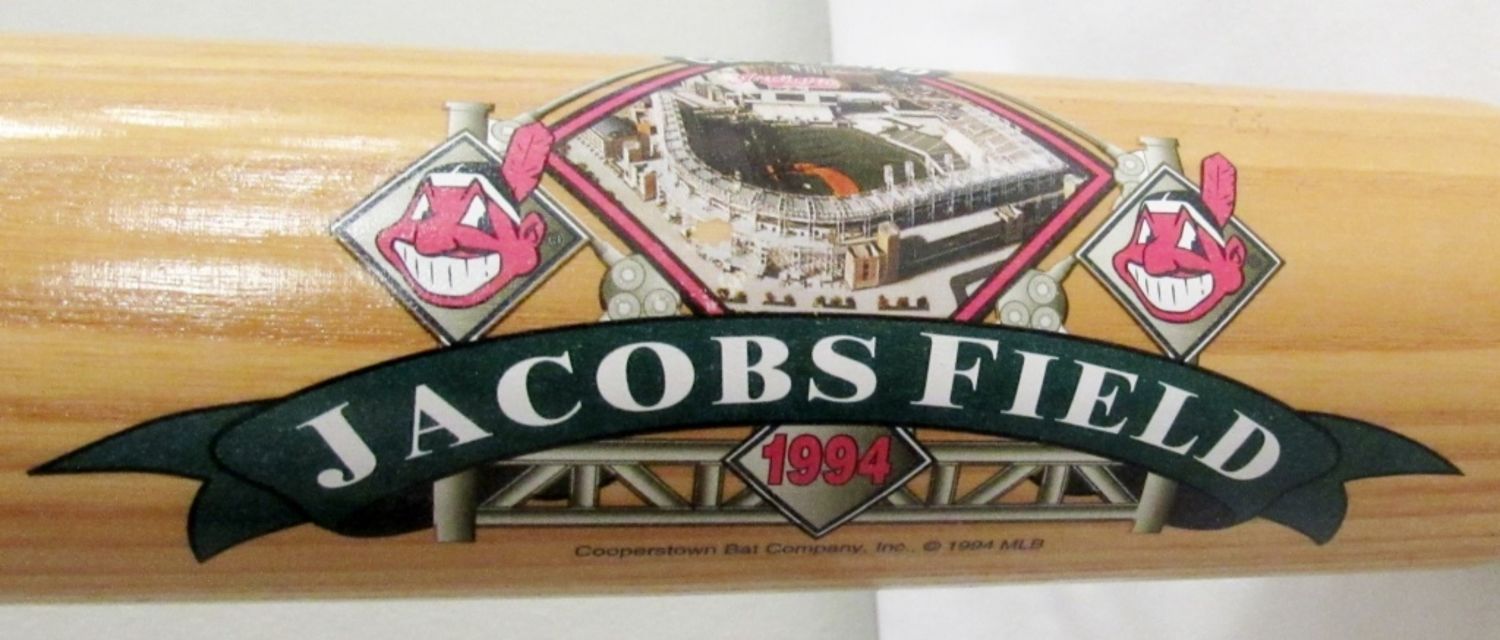 JACOBS FIELD
1994
Cooperstown Bat Company, Inc., © 1994 MLB